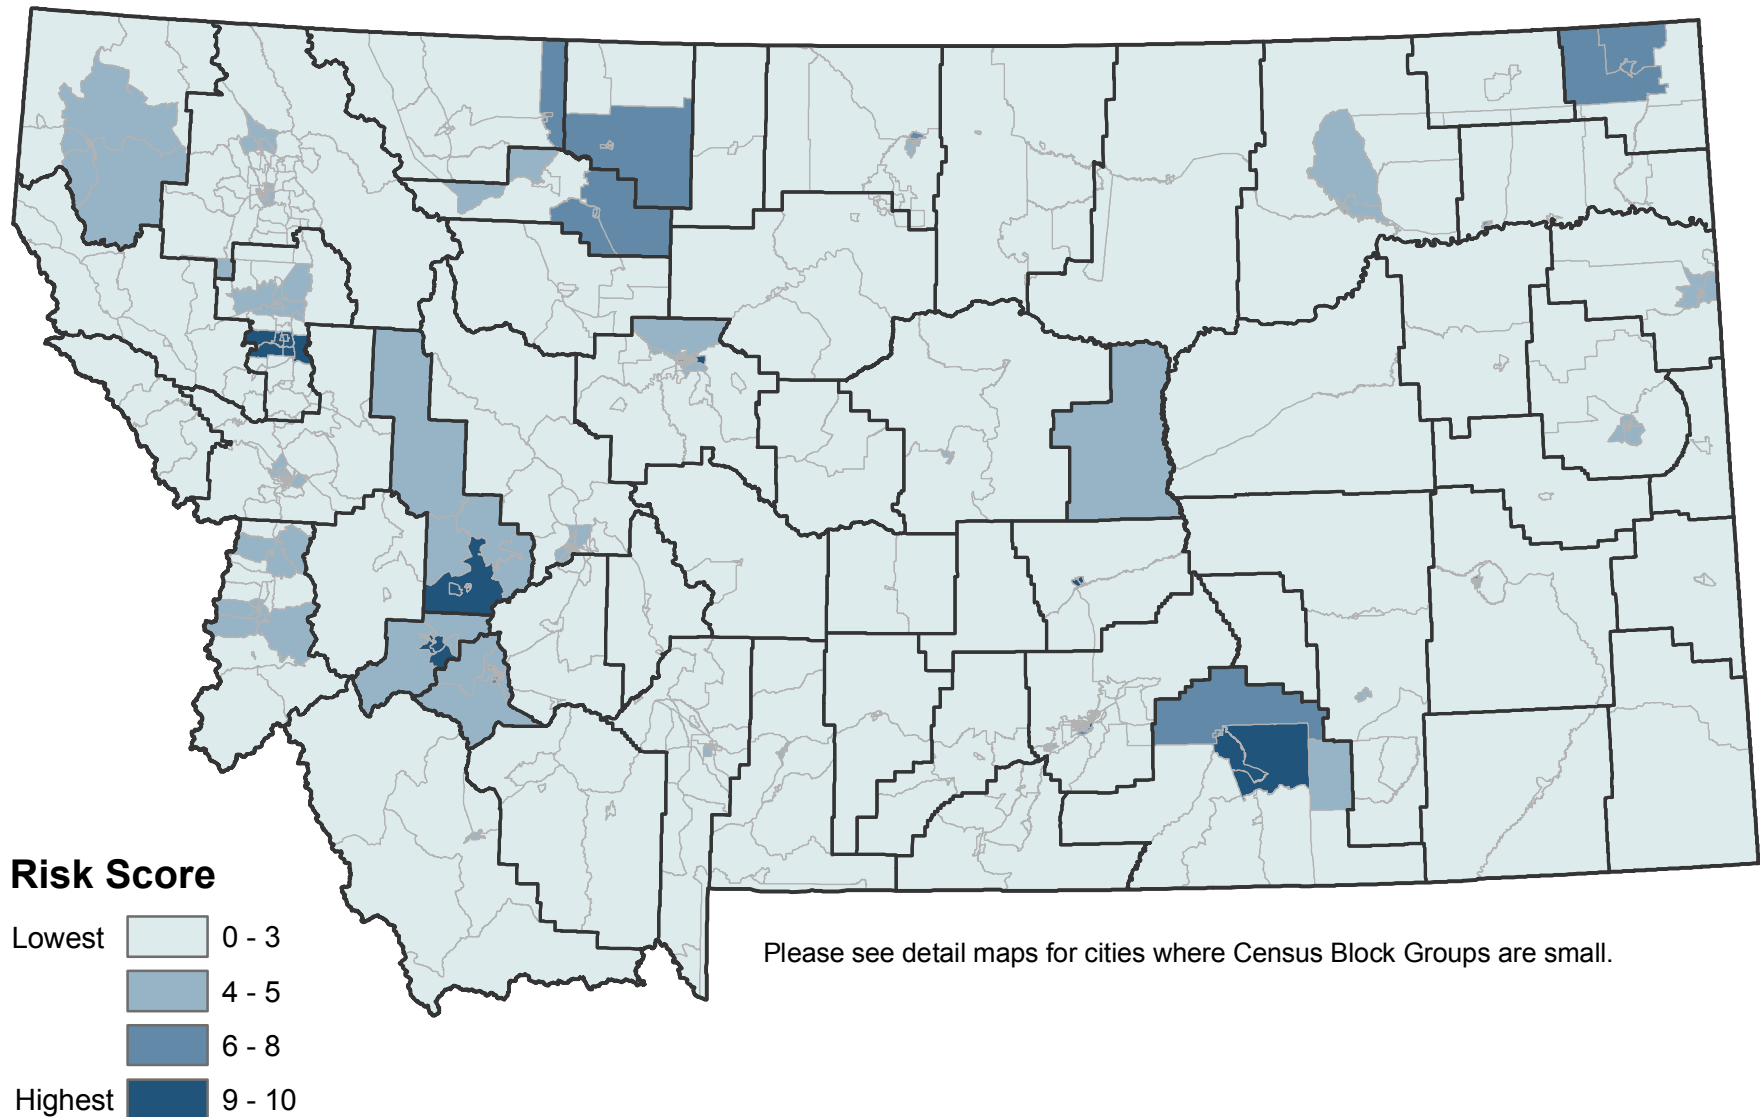 Risk Score
Lowest 0 - 3
4 - 5
6 - 8
Highest 9 - 10
Please see detail maps for cities where Census Block Groups are small.